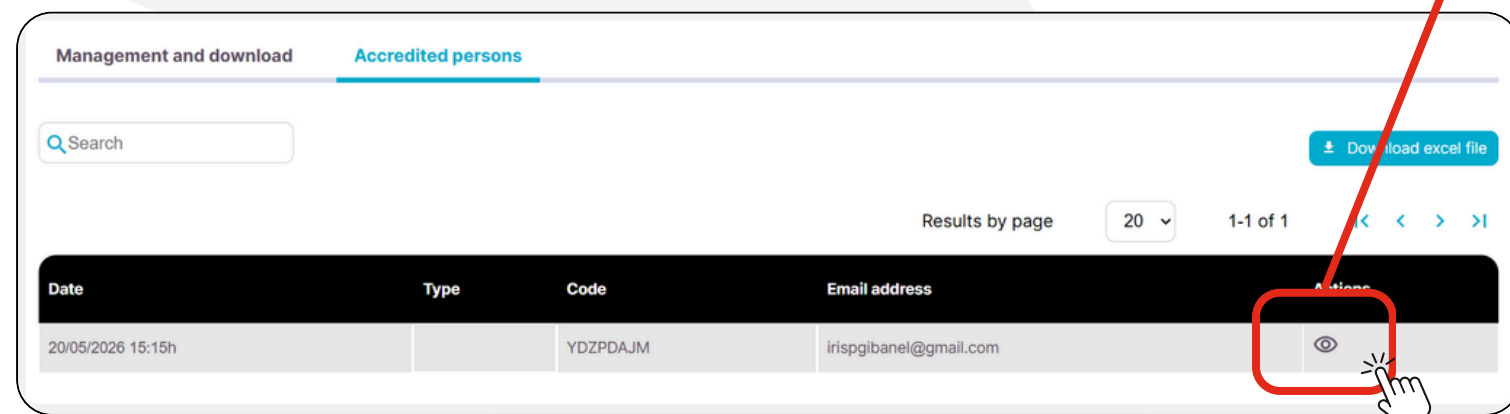 Management and download Accredited persons
Search
Download excel file
Results by page 20 1-1 of 1
Date Type Code Email address Actions
20/05/2026 15:15h YDZPDAJM irispgibanel@gmail.com